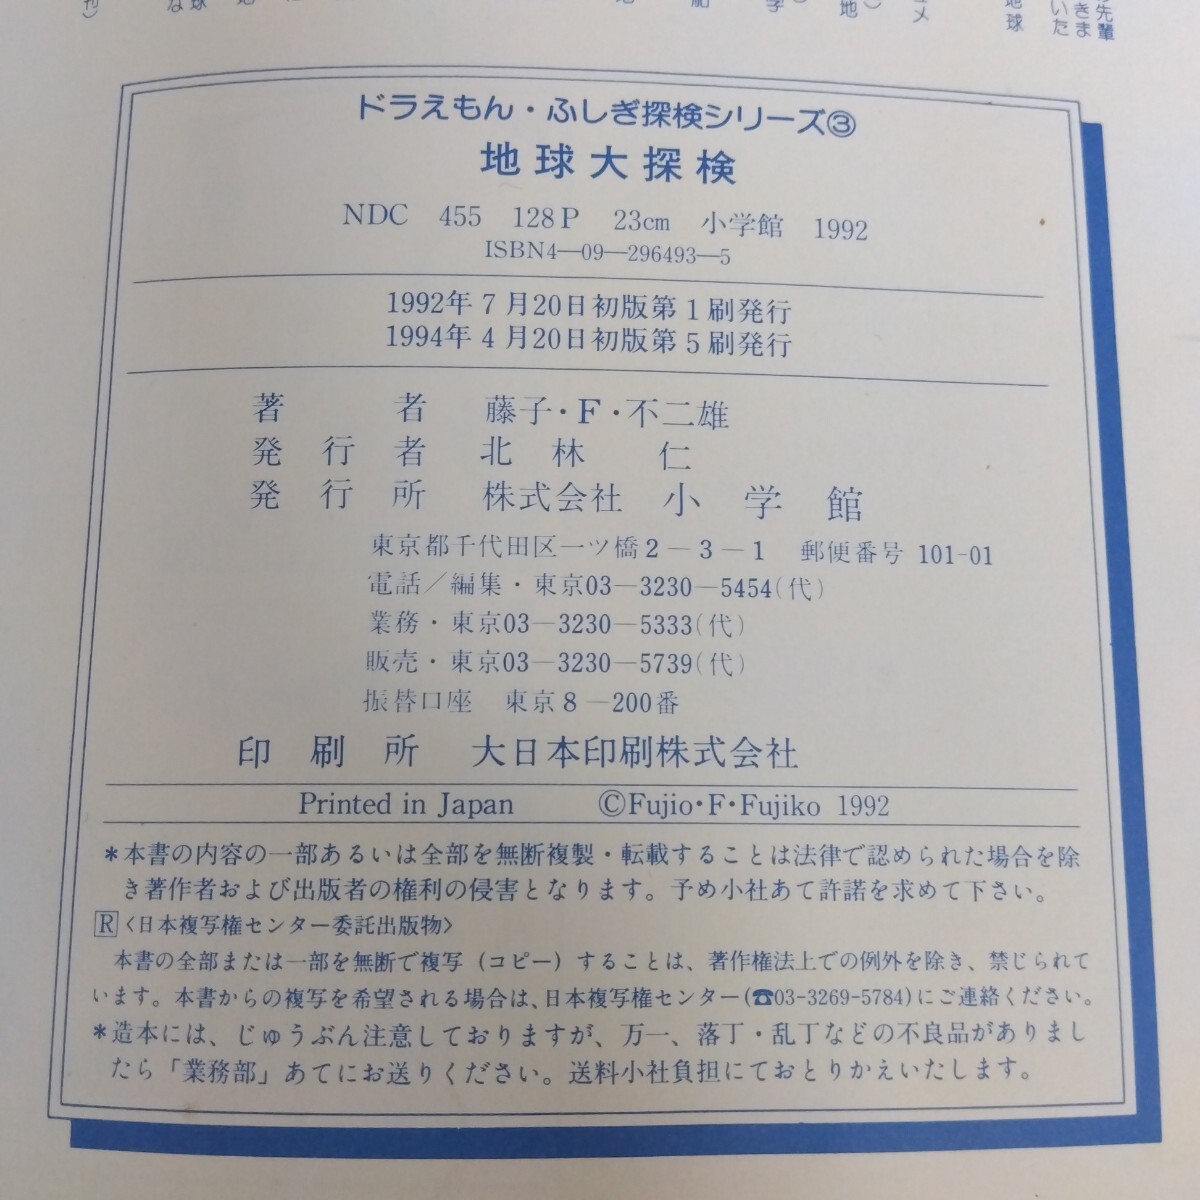 ドラえもん・ふしぎ探検シリーズ③
地球大探検
NDC 455 128P 23cm 小学館 1992
ISBN4—09—296493—5
1992年7月20日初版第1刷発行
1994年4月20日初版第5刷発行
著者 藤子・F・不二雄
発行者 北林 仁
発行所 株式会社 小学館
東京都千代田区一ツ橋2－3－1 郵便番号 101-01
電話／編集・東京03—3230—5454(代)
業務・東京03—3230—5333(代)
販売・東京03—3230—5739(代)
振替口座 東京8—200番
印刷所 大日本印刷株式会社
Printed in Japan ©Fujio・F・Fujiko 1992
＊本書の内容の一部あるいは全部を無断複製・転載することは法律で認められた場合を除
き著作者および出版者の権利の侵害となります。予め小社あて許諾を求めて下さい。
R〈日本複写権センター委託出版物〉
本書の全部または一部を無断で複写（コピー）することは、著作権法上での例外を除き、禁じられて
います。本書からの複写を希望される場合は、日本複写権センター(☎03-3269-5784)にご連絡ください。
＊造本には、じゅうぶん注意しておりますが、万一、落丁・乱丁などの不良品がありまし
たら「業務部」あてにお送りください。送料小社負担にておとりかえいたします。